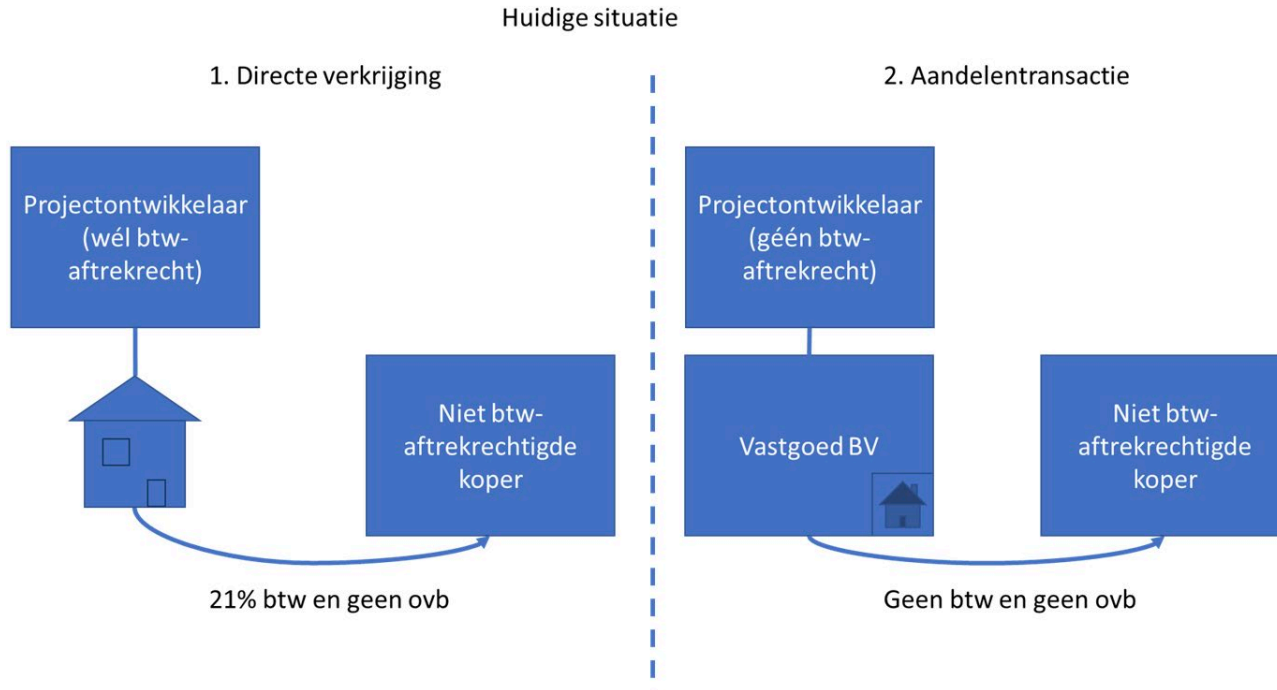 Huidige situatie
1. Directe verkrijging
Projectontwikkelaar
(wél btw-
aftrekrecht)
Niet btw-
aftrekrechtigde
koper
21% btw en geen ovb
2. Aandelentransactie
Projectontwikkelaar
(géén btw-
aftrekrecht)
Vastgoed BV
Niet btw-
aftrekrechtigde
koper
Geen btw en geen ovb